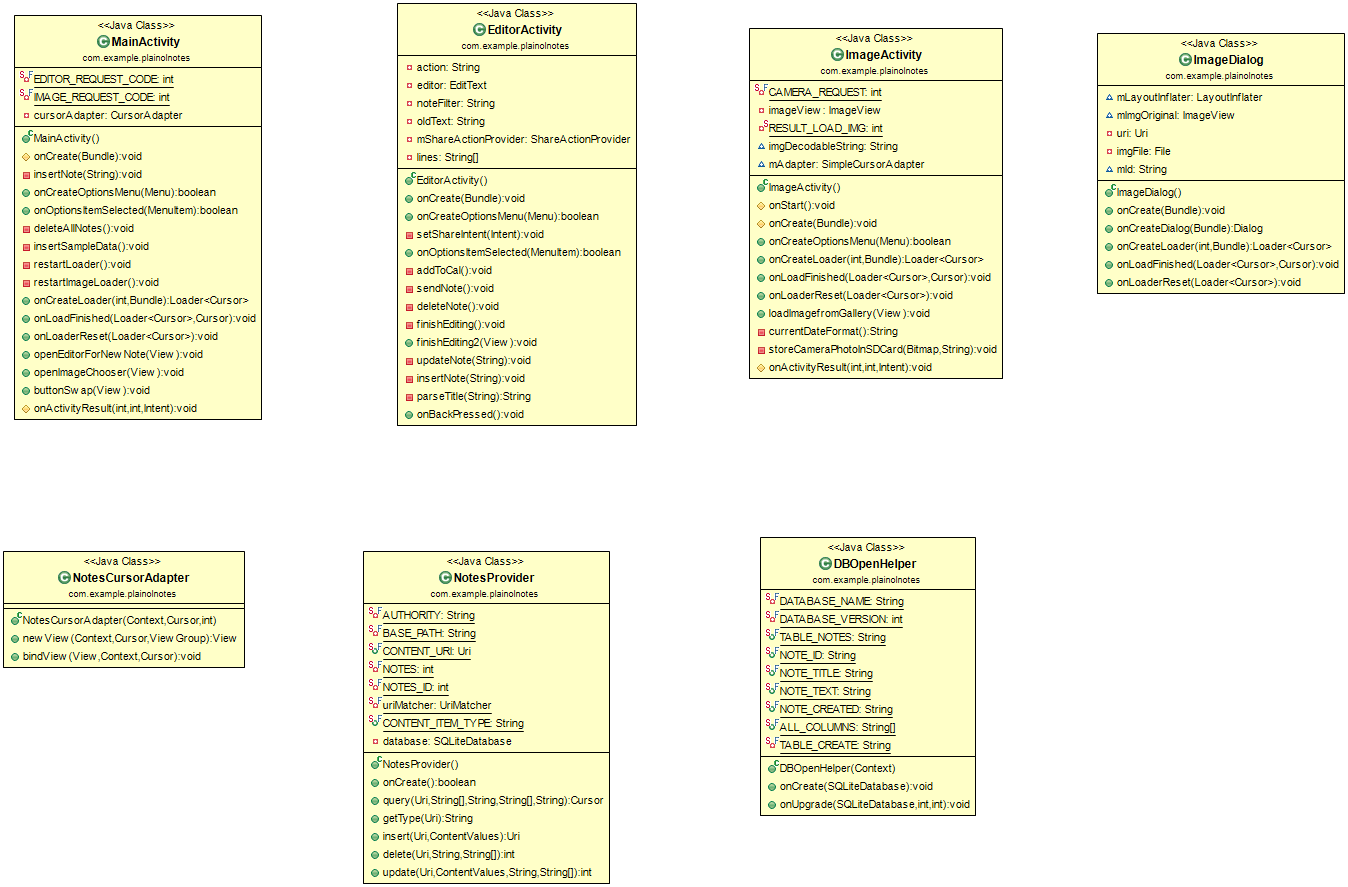 <<Java Class>>
MainActivity
com.example.plainolnotes
EDITOR_REQUEST_CODE: int
IMAGE_REQUEST_CODE: int
cursorAdapter: CursorAdapter
MainActivity()
onCreate(Bundle):void
insertNote(String):void
onCreateOptionsMenu(Menu):boolean
onOptionsItemSelected(MenuItem):boolean
deleteAllNotes():void
insertSampleData():void
restartLoader():void
restartImageLoader():void
onCreateLoader(int,Bundle):Loader<Cursor>
onLoadFinished(Loader<Cursor>,Cursor):void
onLoaderReset(Loader<Cursor>):void
openEditorForNewNote(View):void
openImageChooser(View):void
buttonSwap(View):void
onActivityResult(int,int,Intent):void
<<Java Class>>
EditorActivity
com.example.plainolnotes
action: String
editor: EditText
noteFilter: String
oldText: String
mShareActionProvider: ShareActionProvider
lines: String[]
EditorActivity()
onCreate(Bundle):void
onCreateOptionsMenu(Menu):boolean
setShareIntent(Intent):void
onOptionsItemSelected(MenuItem):boolean
addToCal():void
sendNote():void
deleteNote():void
finishEditing():void
finishEditing2(View):void
updateNote(String):void
insertNote(String):void
parseTitle(String):String
onBackPressed():void
<<Java Class>>
ImageActivity
com.example.plainolnotes
CAMERA_REQUEST: int
imageView: ImageView
RESULT_LOAD_IMG: int
imgDecodableString: String
mAdapter: SimpleCursorAdapter
ImageActivity()
onStart():void
onCreate(Bundle):void
onCreateOptionsMenu(Menu):boolean
onCreateLoader(int,Bundle):Loader<Cursor>
onLoadFinished(Loader<Cursor>,Cursor):void
onLoaderReset(Loader<Cursor>):void
loadImagefromGallery(View):void
currentDateFormat():String
storeCameraPhotoInSDCard(Bitmap,String):void
onActivityResult(int,int,Intent):void
<<Java Class>>
ImageDialog
com.example.plainolnotes
mLayoutInflater: LayoutInflater
mImgOriginal: ImageView
uri: Uri
imgFile: File
mId: String
ImageDialog()
onCreate(Bundle):void
onCreateDialog(Bundle):Dialog
onCreateLoader(int,Bundle):Loader<Cursor>
onLoadFinished(Loader<Cursor>,Cursor):void
onLoaderReset(Loader<Cursor>):void
<<Java Class>>
NotesCursorAdapter
com.example.plainolnotes
NotesCursorAdapter(Context,Cursor,int)
newView(Context,Cursor,ViewGroup):View
bindView(View,Context,Cursor):void
<<Java Class>>
NotesProvider
com.example.plainolnotes
AUTHORITY: String
BASE_PATH: String
CONTENT_URI: Uri
NOTES: int
NOTES_ID: int
uriMatcher: UriMatcher
CONTENT_ITEM_TYPE: String
database: SQLiteDatabase
NotesProvider()
onCreate():boolean
query(Uri,String[],String,String[],String):Cursor
getType(Uri):String
insert(Uri,ContentValues):Uri
delete(Uri,String,String[]):int
update(Uri,ContentValues,String,String[]):int
<<Java Class>>
DBOpenHelper
com.example.plainolnotes
DATABASE_NAME: String
DATABASE_VERSION: int
TABLE_NOTES: String
NOTE_ID: String
NOTE_TITLE: String
NOTE_TEXT: String
NOTE_CREATED: String
ALL_COLUMNS: String[]
TABLE_CREATE: String
DBOpenHelper(Context)
onCreate(SQLiteDatabase):void
onUpgrade(SQLiteDatabase,int,int):void